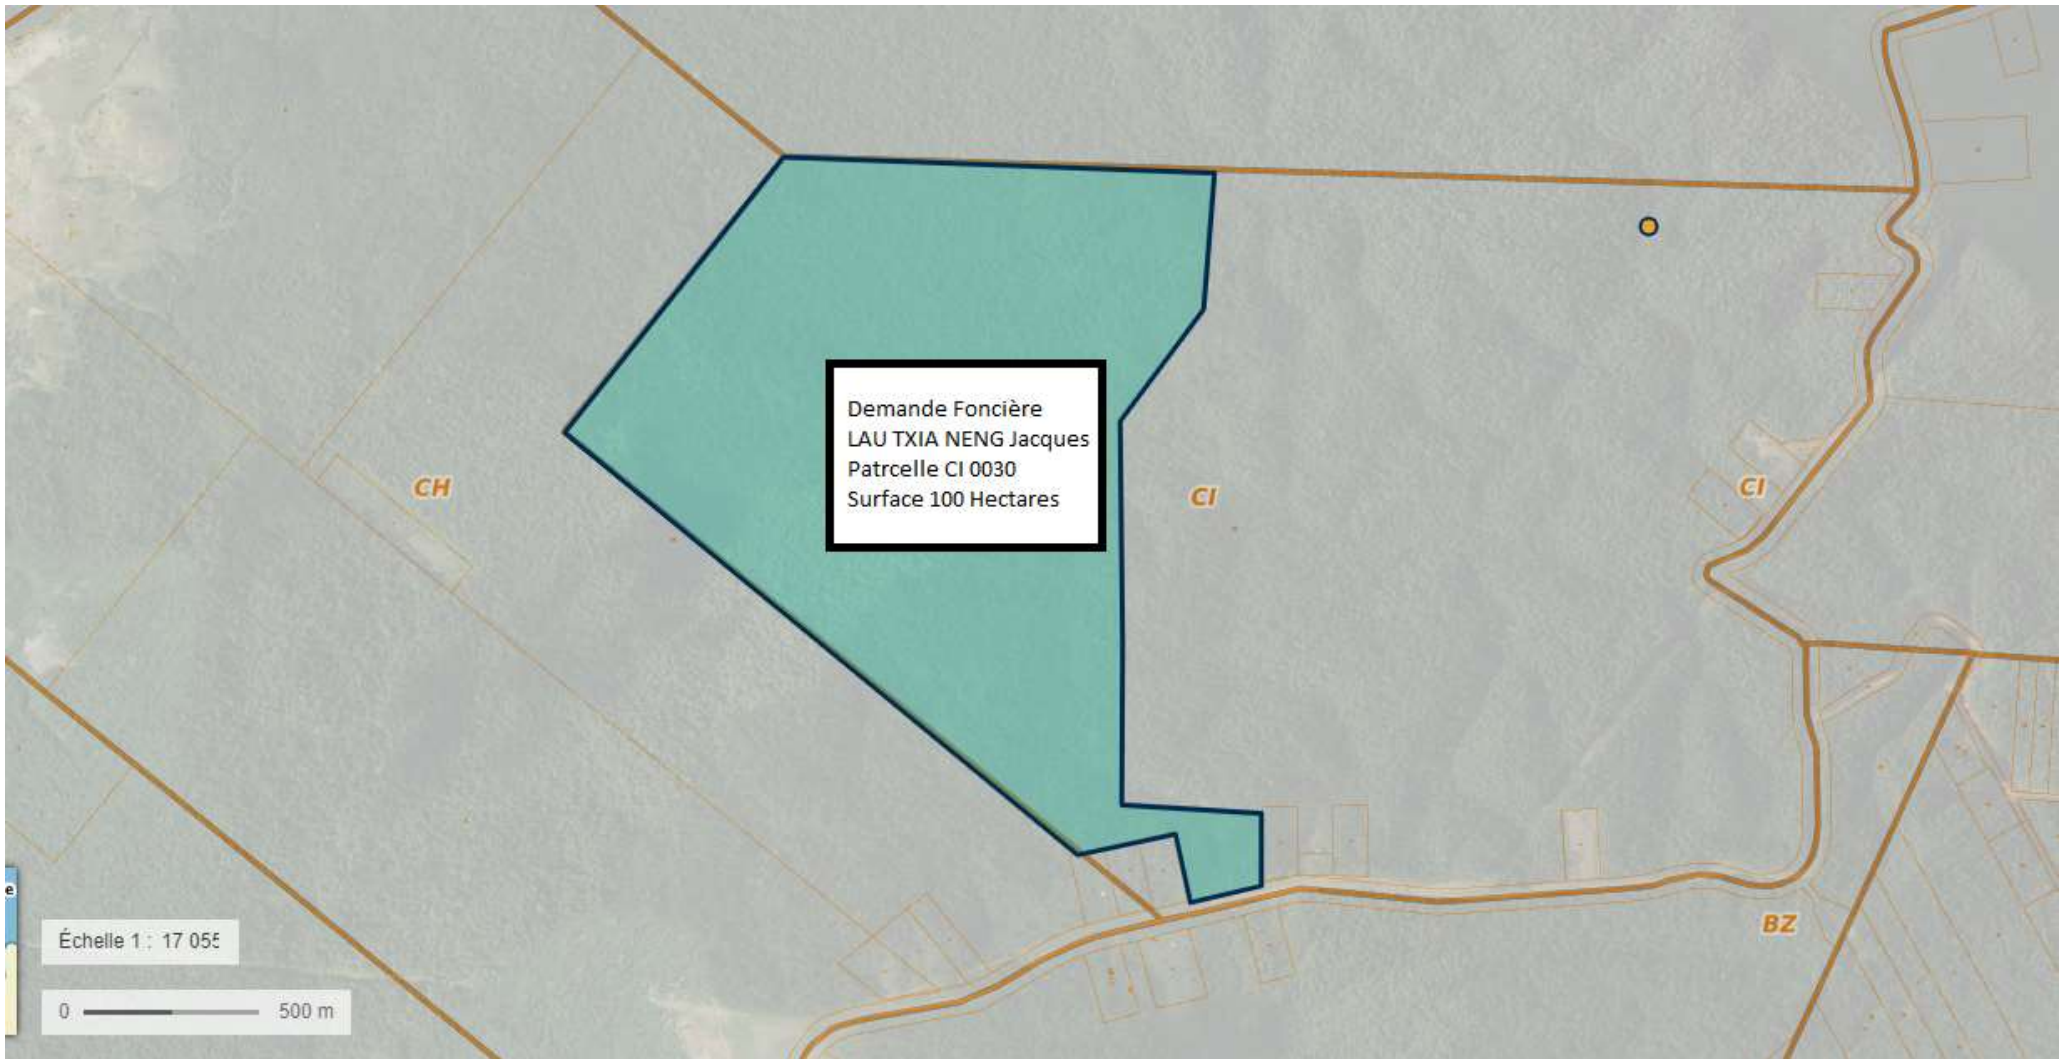 Demande Foncière
LAU TXIA NENG Jacques
Patrcelle CI 0030
Surface 100 Hectares
CH
CI
CI
BZ
e
Échelle 1 : 17 055
0 500 m